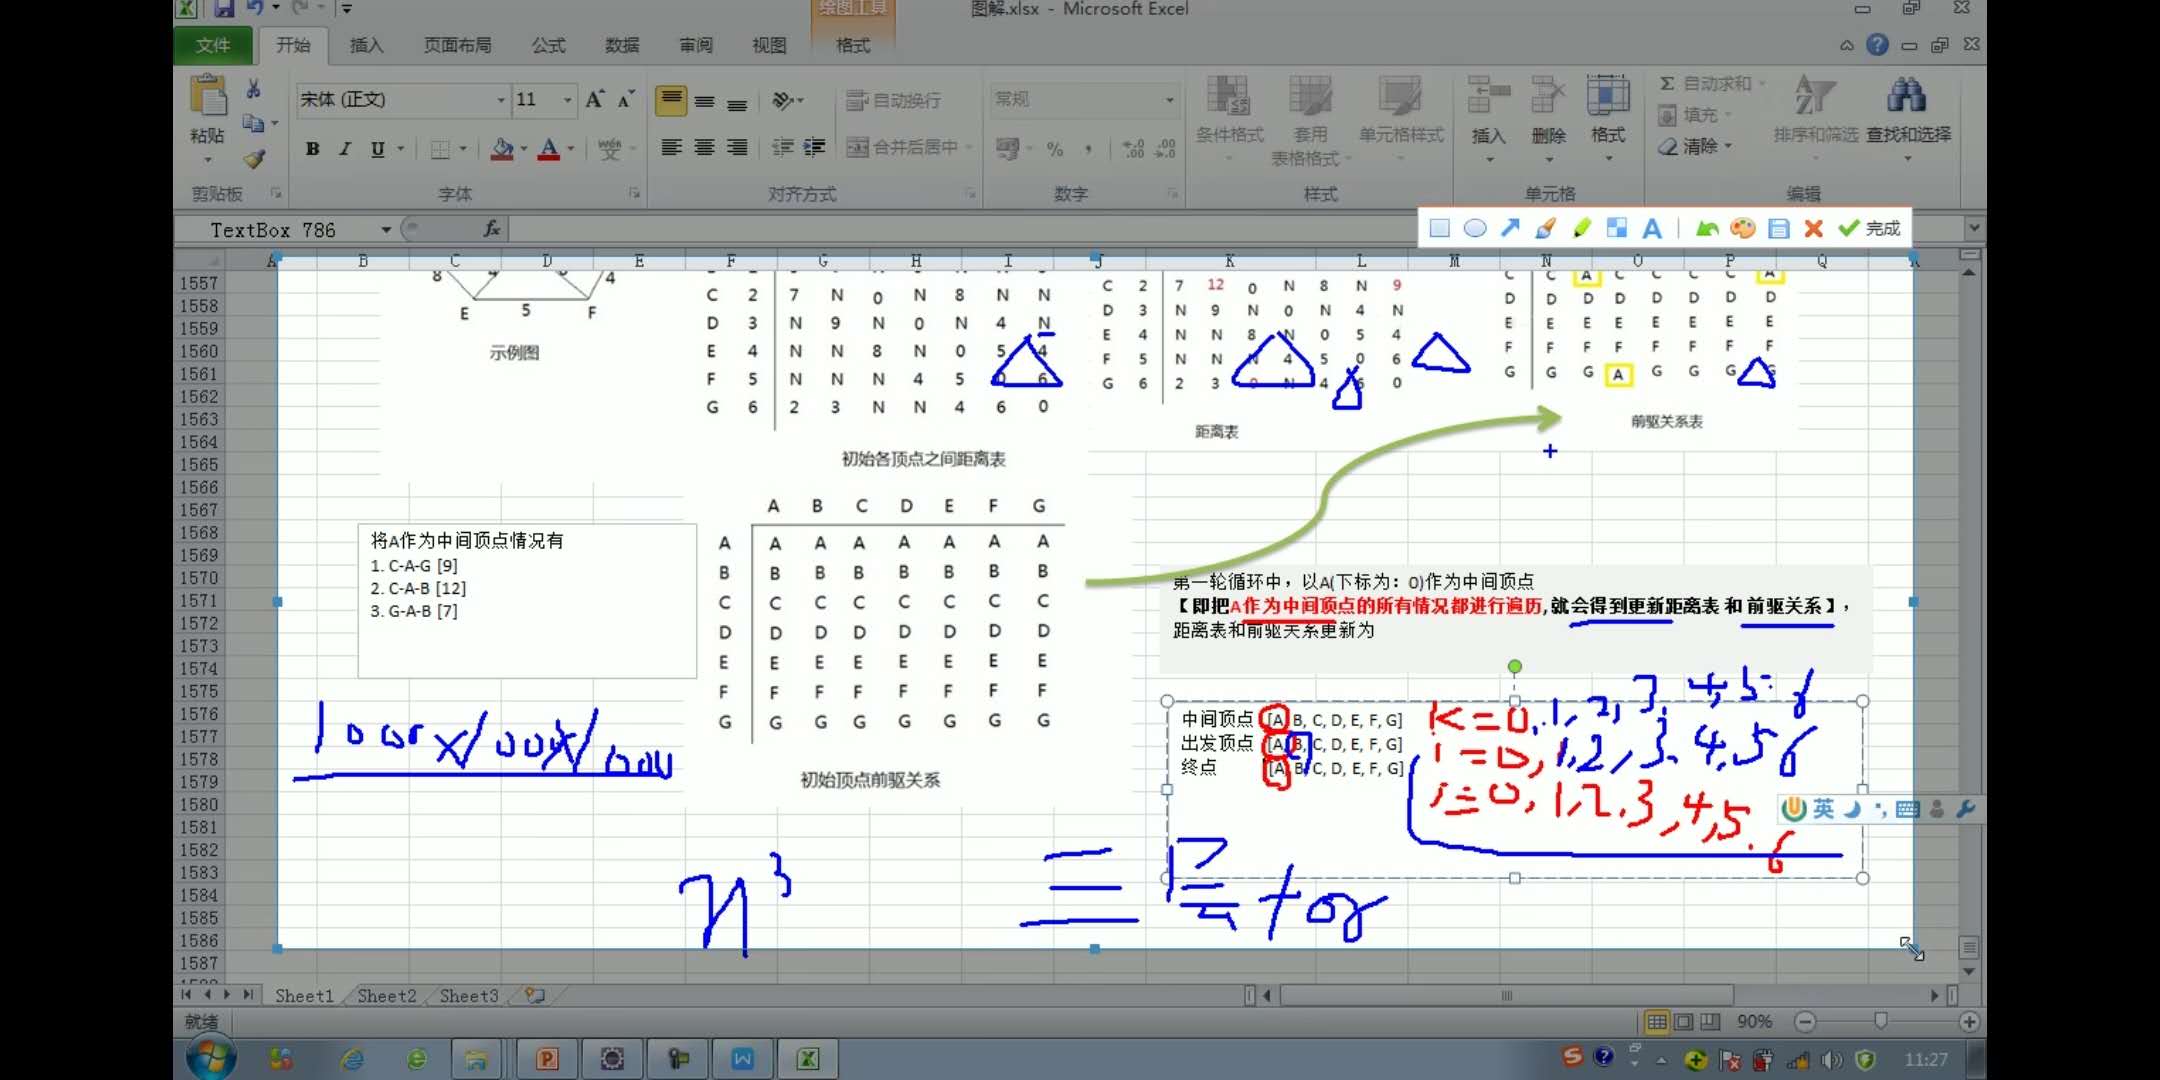 图解.xlsx - Microsoft Excel
绘图工具
文件 开始 插入 页面布局 公式 数据 审阅 视图 格式
宋体 (正文) 11
粘贴
自动换行
合并后居中
常规
条件格式 套用表格格式 单元格样式
插入 删除 格式
自动求和
填充
清除
排序和筛选 查找和选择
剪贴板 字体 对齐方式 数字 样式 单元格 编辑
TextBox 786
fx
完成
A B C D E F G H I J K L M N O P Q
1557
1558
1559
1560
1561
1562
1563
1564
1565
1566
1567
1568
1569
1570
1571
1572
1573
1574
1575
1576
1577
1578
1579
1580
1581
1582
1583
1584
1585
1586
1587
8 4
E 5 F
示例图
C 2 7 N 0 N 8 N N
D 3 N 9 N 0 N 4 N
E 4 N N 8 N 0 5 4
F 5 N N N 4 5 0 6
G 6 2 3 N N 4 6 0
初始各顶点之间距离表
C 2 7 12 0 N 8 N 9
D 3 N 9 N 0 N 4 N
E 4 N N 8 N 0 5 4
F 5 N N N 4 5 0 6
G 6 2 3 9 N 4 6 0
距离表
C C A C C C C A
D D D D D D D
E E E E E E E E
F F F F F F F F
G G G A G G G G
前驱关系表
将A作为中间顶点情况有
1. C-A-G [9]
2. C-A-B [12]
3. G-A-B [7]
A B C D E F G
A A A A A A A A
B B B B B B B B
C C C C C C C C
D D D D D D D D
E E E E E E E E
F F F F F F F F
G G G G G G G G
初始顶点前驱关系
第一轮循环中，以A(下标为：0)作为中间顶点
【即把A作为中间顶点的所有情况都进行遍历,就会得到更新距离表 和 前驱关系】，
距离表和前驱关系更新为
中间顶点 [A, B, C, D, E, F, G]
出发顶点 [A, B, C, D, E, F, G]
终点 [A, B, C, D, E, F, G]
k=0,1,2,3,4,5.6
i=0,1,2,3.4,5 6
j=0,1,2.3,4,5.6
n³
三层for
英
Sheet1 Sheet2 Sheet3
就绪
90%
11:27